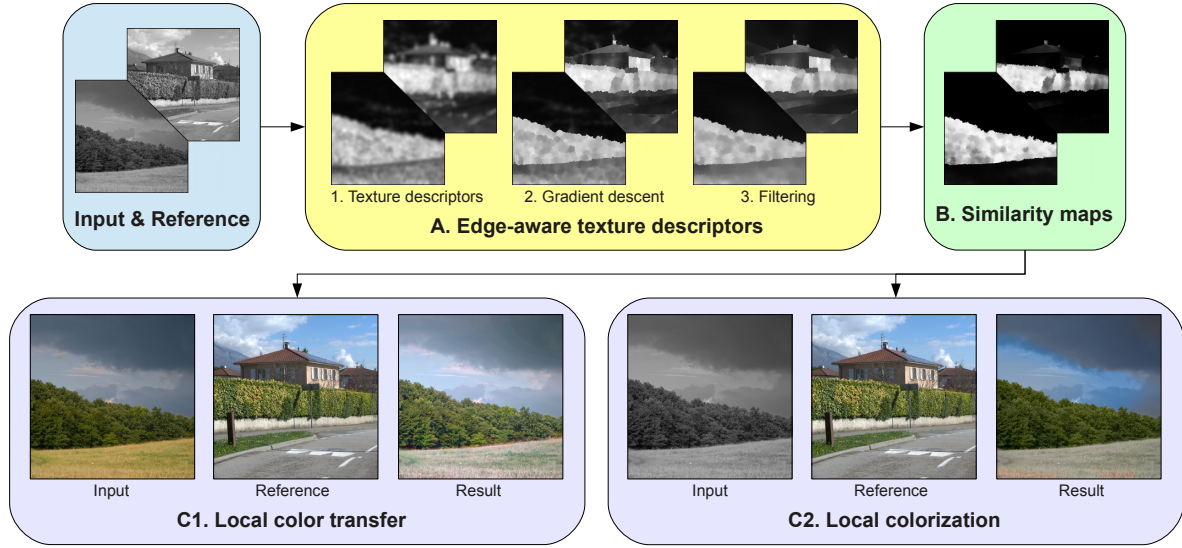 1. Texture descriptors
2. Gradient descent
3. Filtering
Input & Reference
A. Edge-aware texture descriptors
B. Similarity maps
Input
Reference
Result
C1. Local color transfer
Input
Reference
Result
C2. Local colorization